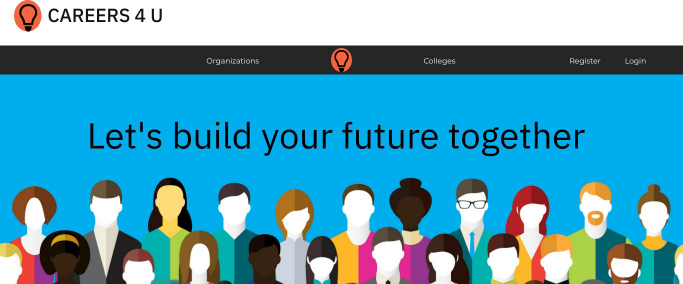 CAREERS 4 U
Organizations Colleges Register Login
Let's build your future together